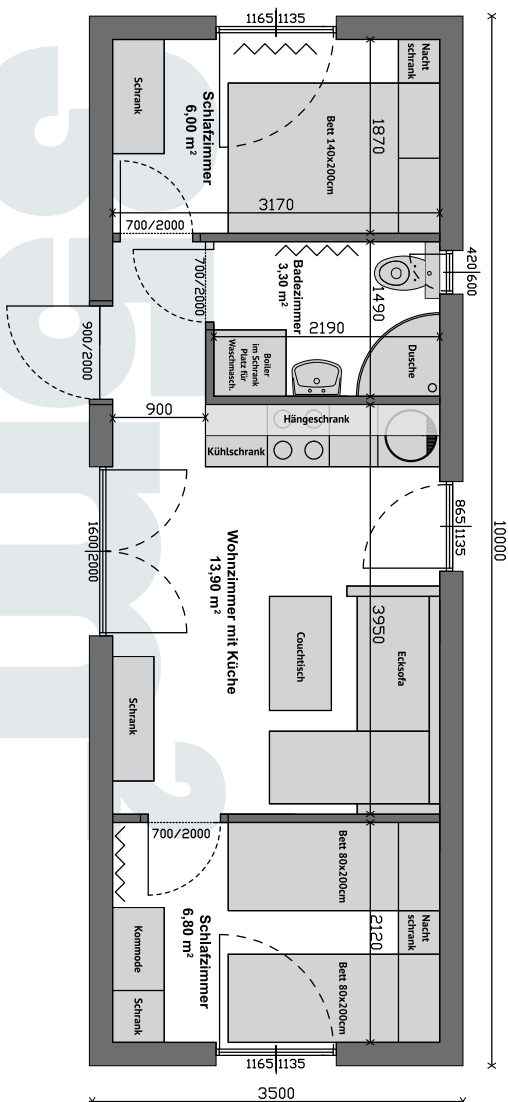 1165 1135
Nacht
schrank
Schrank
Schlafzimmer
6,00 m²
Bett 140x200cm
1870
3170
700/2000
700/2000
Badezimmer
3,30 m²
1490
420 600
2190
Boiler
im Schrank
Platz für
Waschmasch.
Dusche
900/2000
900
Hängeschrank
Kühlschrank
1600 2000
865 1135
10000
Wohnzimmer mit Küche
13,90 m²
Couchtisch
3950
Ecksofa
Schrank
700/2000
Bett 80x200cm
Schlafzimmer
6,80 m²
2120
Nacht
schrank
Kommode
Schrank
Bett 80x200cm
1165 1135
3500